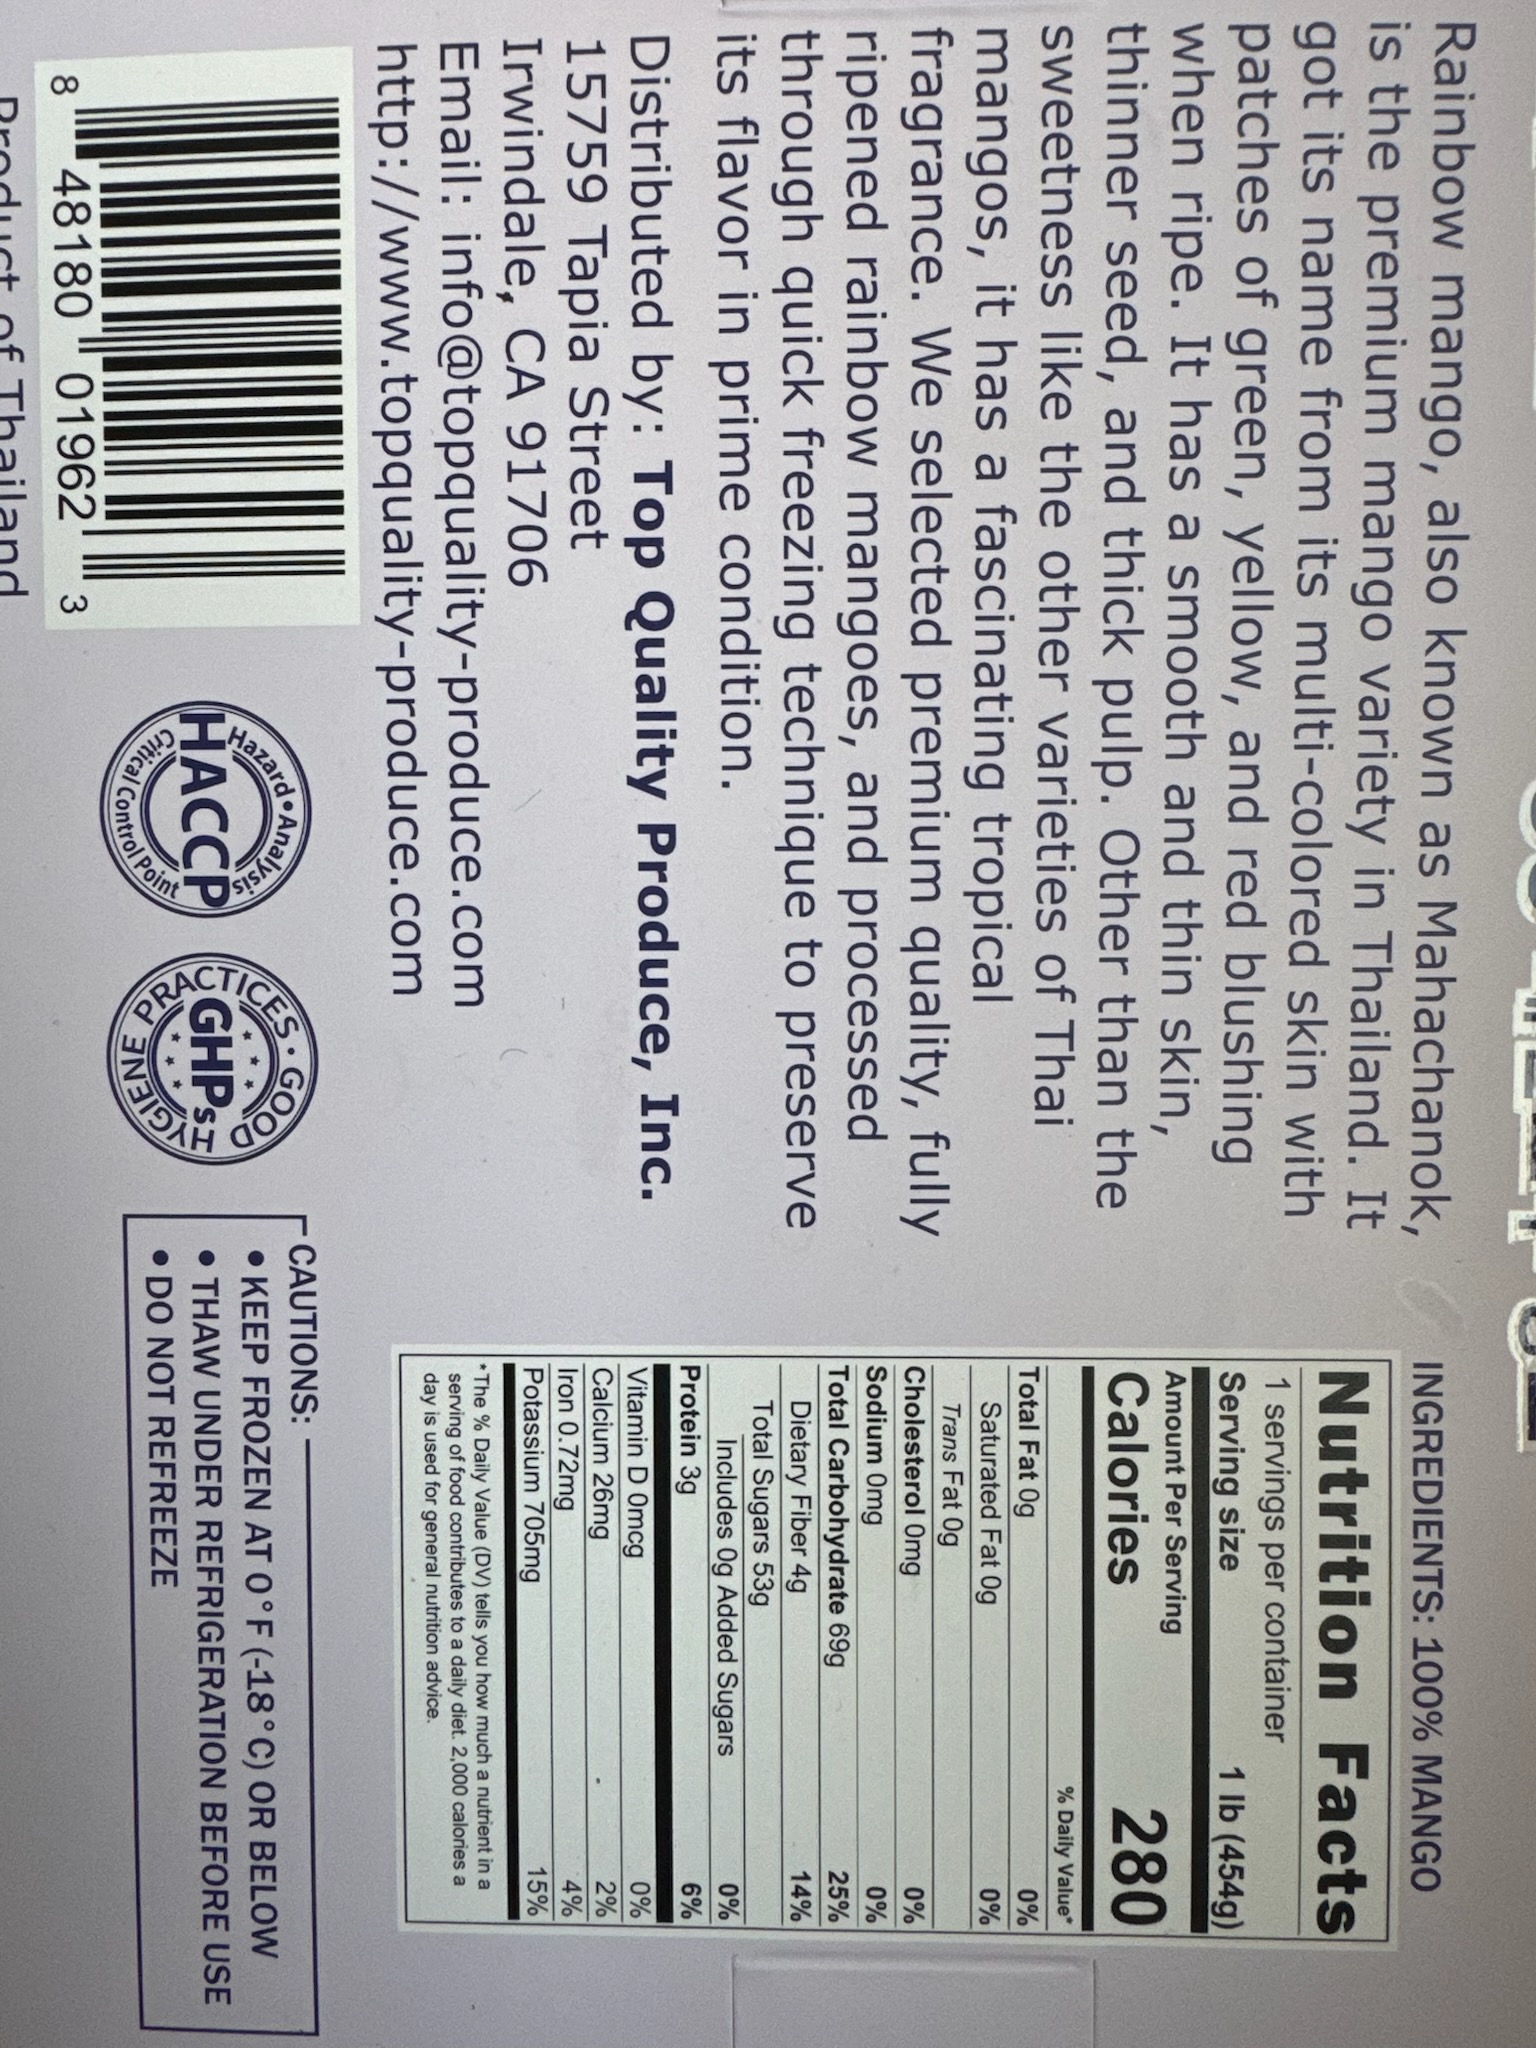 Rainbow mango, also known as Mahachanok,
is the premium mango variety in Thailand. It
got its name from its multi-colored skin with
patches of green, yellow, and red blushing
when ripe. It has a smooth and thin skin,
thinner seed, and thick pulp. Other than the
sweetness like the other varieties of Thai
mangos, it has a fascinating tropical
fragrance. We selected premium quality, fully
ripened rainbow mangoes, and processed
through quick freezing technique to preserve
its flavor in prime condition.
Distributed by: Top Quality Produce, Inc.
15759 Tapia Street
Irwindale, CA 91706
Email: info@topquality-produce.com
http://www.topquality-produce.com
8 48180 01962 3
Product of Thailand
Hazard • Analysis
HACCP
Critical Control Point
GOOD HYGIENE PRACTICES
GHPs
INGREDIENTS: 100% MANGO
Nutrition Facts
1 servings per container
Serving size 1 lb (454g)
Amount Per Serving
Calories 280
% Daily Value*
Total Fat 0g 0%
Saturated Fat 0g 0%
Trans Fat 0g
Cholesterol 0mg 0%
Sodium 0mg 0%
Total Carbohydrate 69g 25%
Dietary Fiber 4g 14%
Total Sugars 53g
Includes 0g Added Sugars 0%
Protein 3g 6%
Vitamin D 0mcg 0%
Calcium 26mg 2%
Iron 0.72mg 4%
Potassium 705mg 15%
*The % Daily Value (DV) tells you how much a nutrient in a
serving of food contributes to a daily diet. 2,000 calories a
day is used for general nutrition advice.
CAUTIONS:
• KEEP FROZEN AT 0°F (-18°C) OR BELOW
• THAW UNDER REFRIGERATION BEFORE USE
• DO NOT REFREEZE